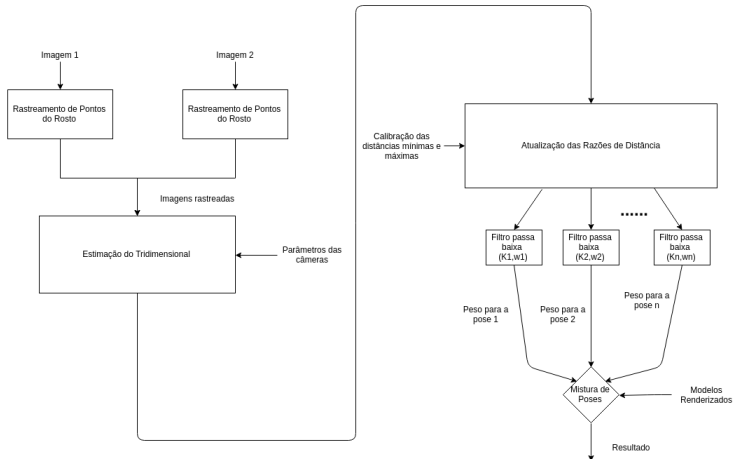 Imagem 1
Imagem 2
Rastreamento de Pontos
do Rosto
Rastreamento de Pontos
do Rosto
Imagens rastreadas
Estimação do Tridimensional
Parâmetros das
câmeras
Calibração das
distâncias mínimas e
máximas
Atualização das Razões de Distância
......
Filtro passa
baixa
(K1,w1)
Filtro passa
baixa
(K2,w2)
Filtro passa
baixa
(Kn,wn)
Peso para a
pose 1
Peso para a
pose 2
Peso para a
pose n
Mistura de
Poses
Modelos
Renderizados
Resultado